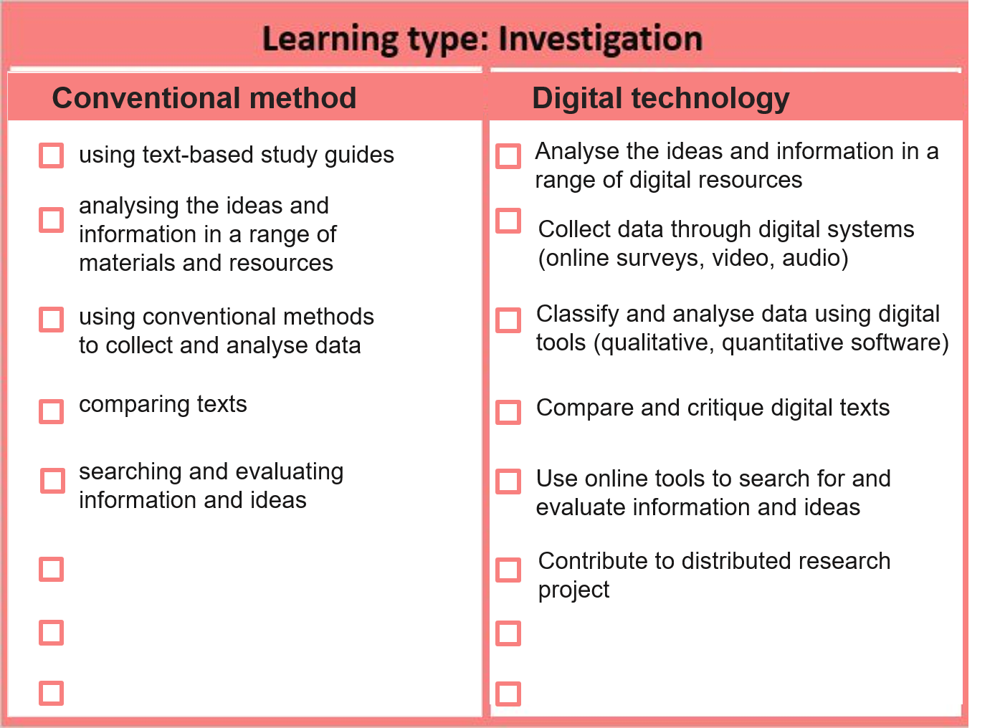 Learning type: Investigation
Conventional method
using text-based study guides
analysing the ideas and
information in a range of
materials and resources
using conventional methods
to collect and analyse data
comparing texts
searching and evaluating
information and ideas
Digital technology
Analyse the ideas and information in a
range of digital resources
Collect data through digital systems
(online surveys, video, audio)
Classify and analyse data using digital
tools (qualitative, quantitative software)
Compare and critique digital texts
Use online tools to search for and
evaluate information and ideas
Contribute to distributed research
project